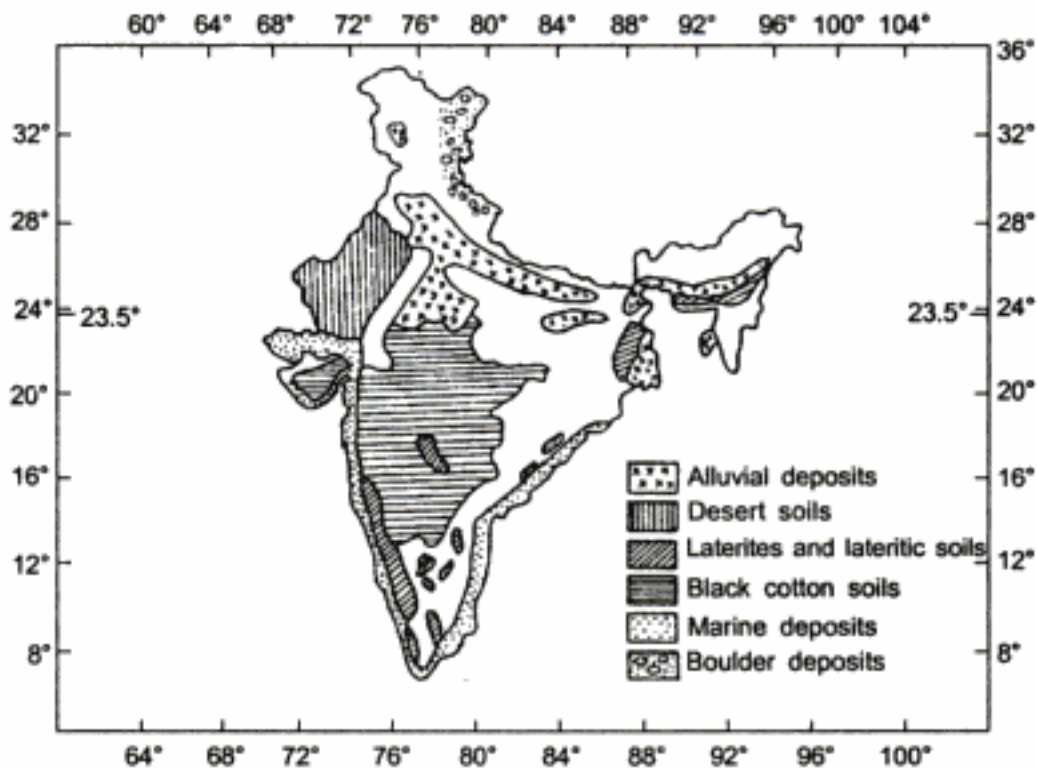 60° 64° 68° 72° 76° 80° 84° 88° 92° 96° 100° 104°
36°
32° 32°
28° 28°
24° 24°
23.5° 23.5°
20° 20°
16° 16°
12° 12°
8° 8°
Alluvial deposits
Desert soils
Laterites and lateritic soils
Black cotton soils
Marine deposits
Boulder deposits
64° 68° 72° 76° 80° 84° 88° 92° 96° 100°